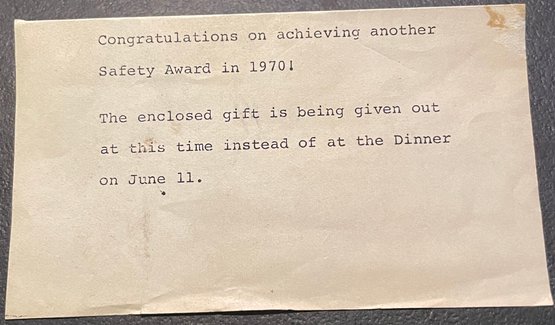 Congratulations on achieving another
Safety Award in 1970!
The enclosed gift is being given out
at this time instead of at the Dinner
on June 11.